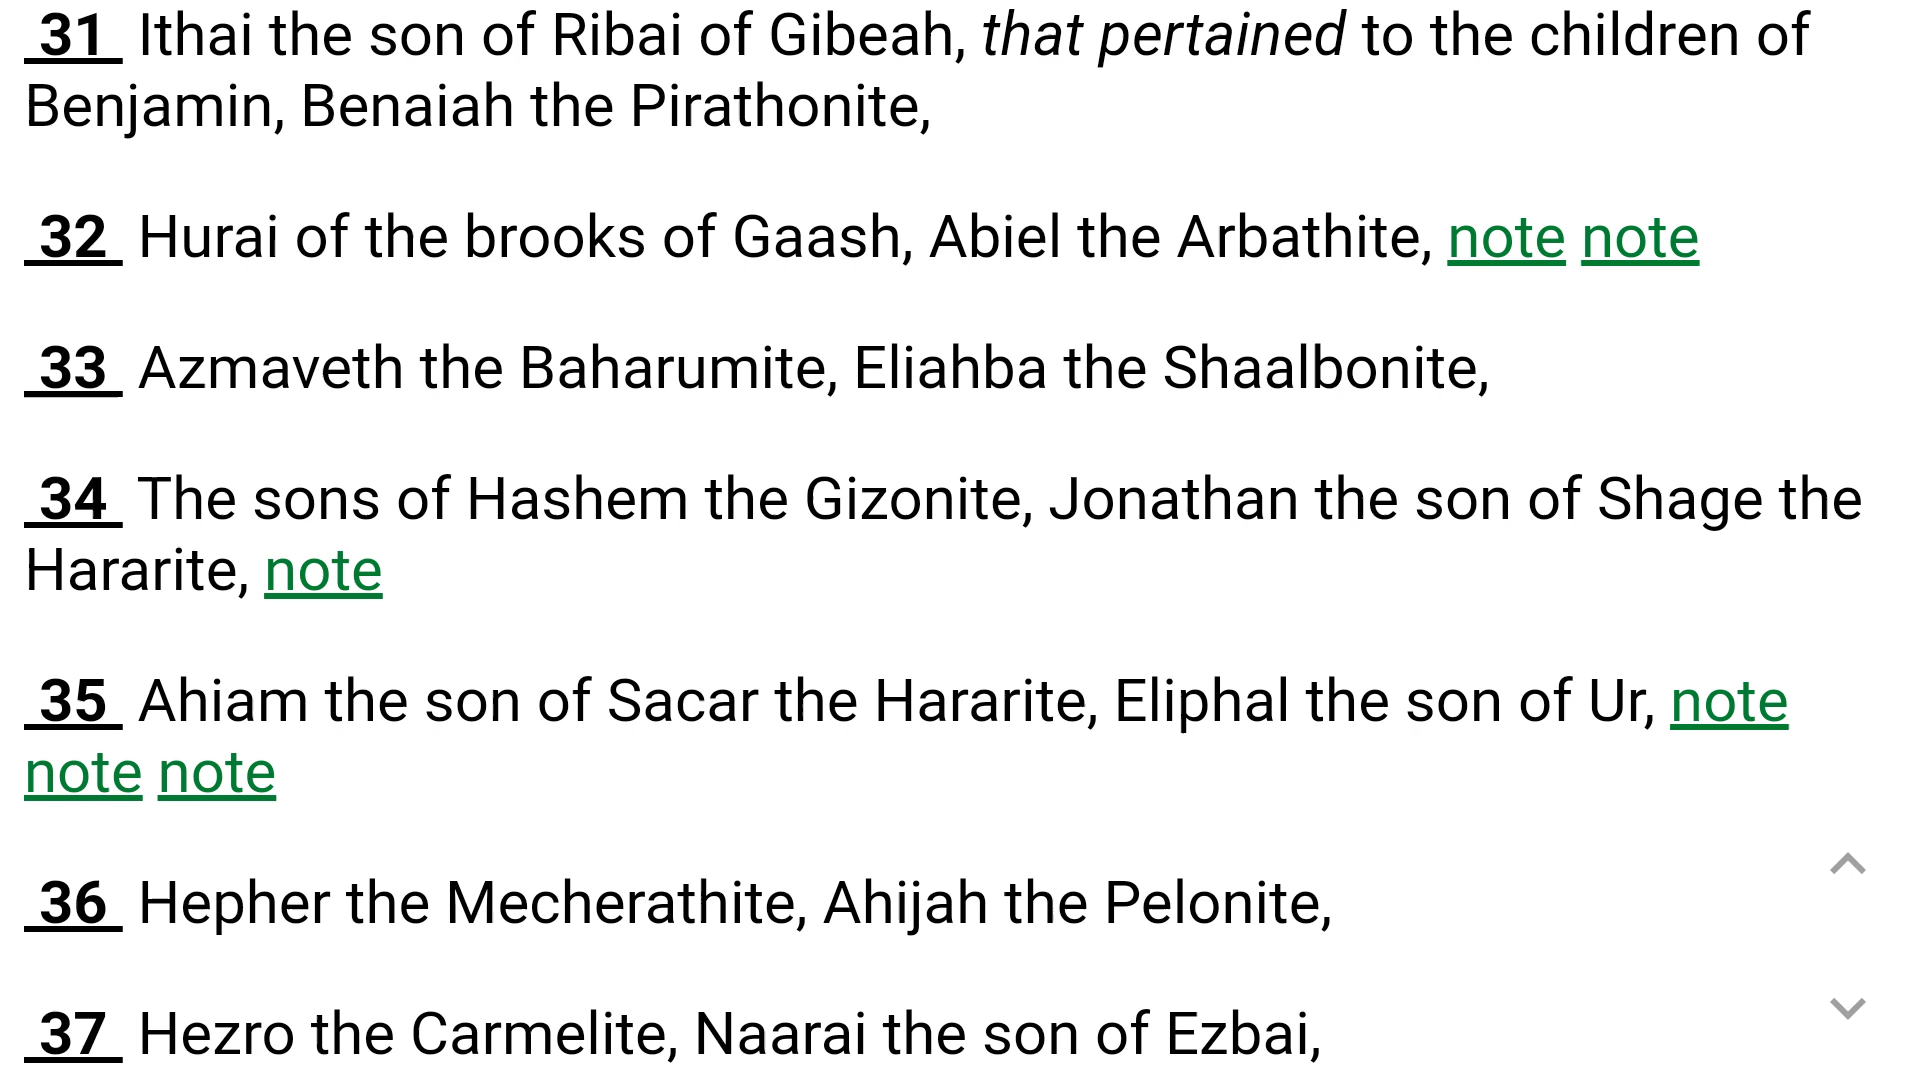 31 Ithai the son of Ribai of Gibeah, that pertained to the children of
Benjamin, Benaiah the Pirathonite,
32 Hurai of the brooks of Gaash, Abiel the Arbathite, note note
33 Azmaveth the Baharumite, Eliahba the Shaalbonite,
34 The sons of Hashem the Gizonite, Jonathan the son of Shage the
Hararite, note
35 Ahiam the son of Sacar the Hararite, Eliphal the son of Ur, note
note note
36 Hepher the Mecherathite, Ahijah the Pelonite,
37 Hezro the Carmelite, Naarai the son of Ezbai,